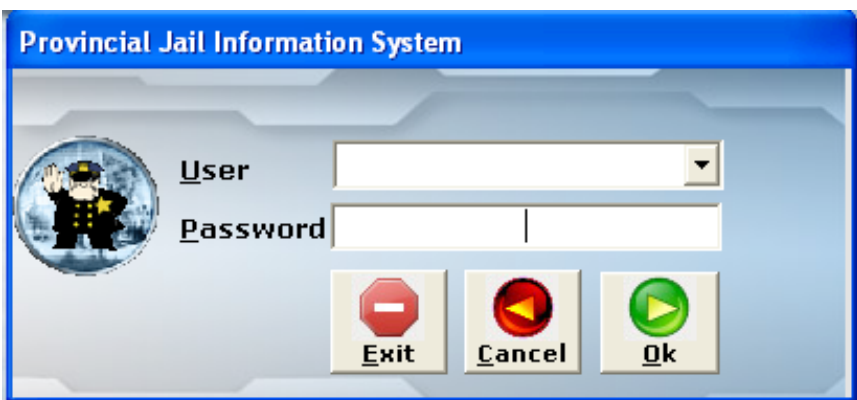 Provincial Jail Information System
User
Password
Exit
Cancel
Ok